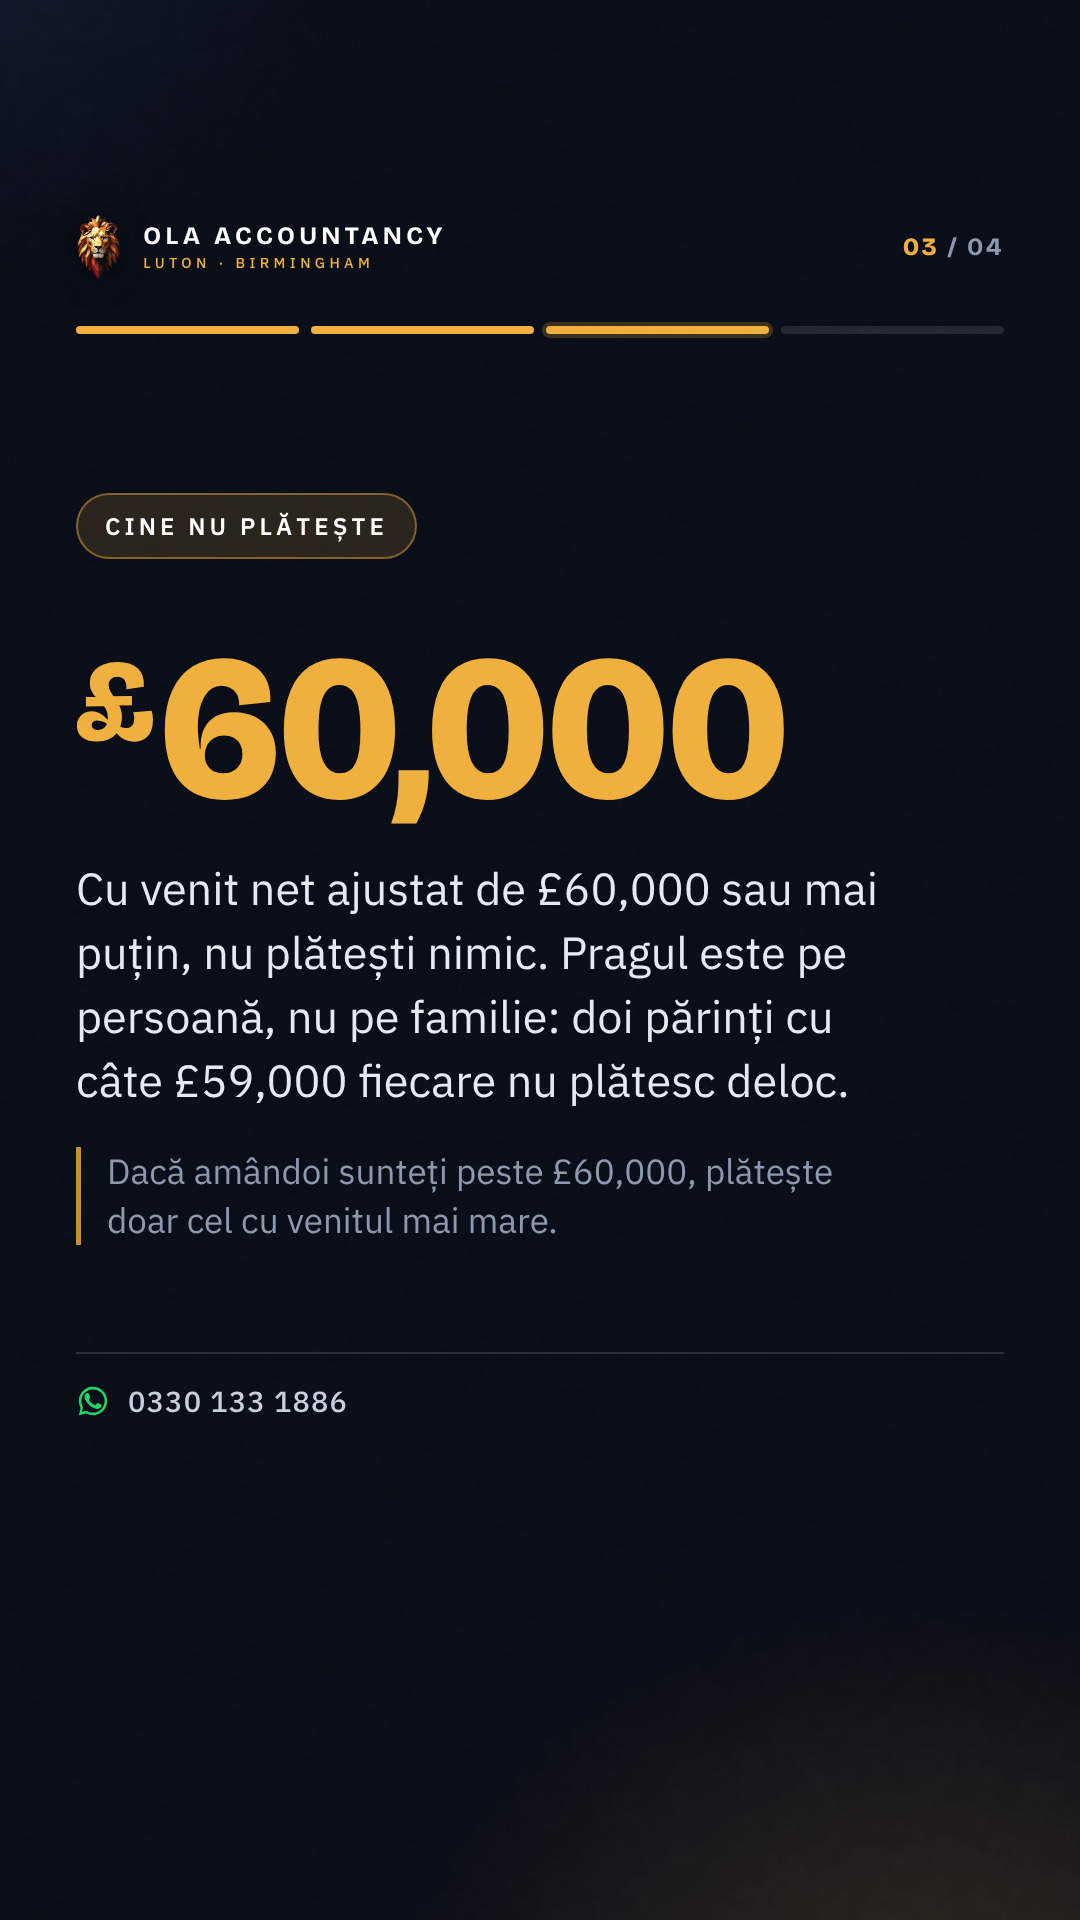 OLA ACCOUNTANCY
LUTON · BIRMINGHAM
03 / 04
CINE NU PLĂTEȘTE
£60,000
Cu venit net ajustat de £60,000 sau mai
puțin, nu plătești nimic. Pragul este pe
persoană, nu pe familie: doi părinți cu
câte £59,000 fiecare nu plătesc deloc.
Dacă amândoi sunteți peste £60,000, plătește
doar cel cu venitul mai mare.
0330 133 1886